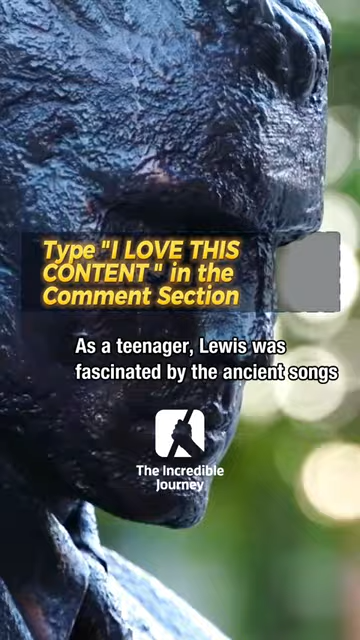 Type "I LOVE THIS
CONTENT " in the
Comment Section
As a teenager, Lewis was
fascinated by the ancient songs
The Incredible
Journey